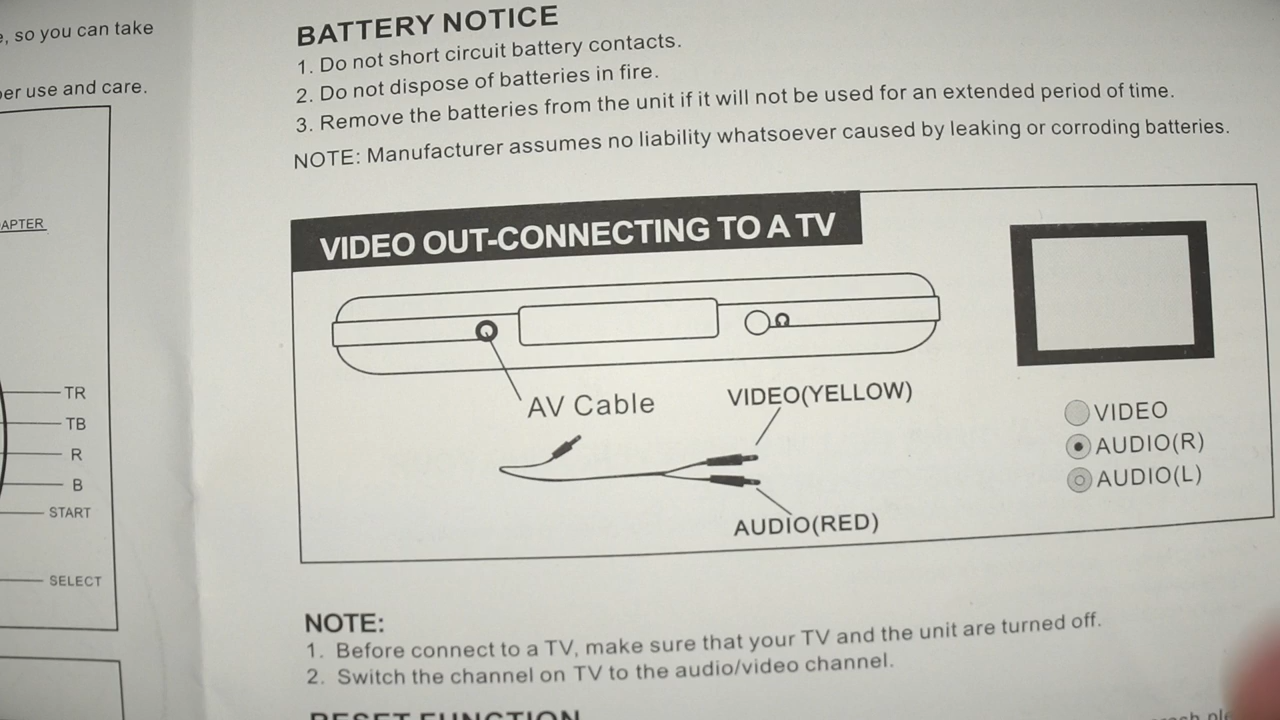 , so you can take
use and care.
APTER
TR
TB
R
B
START
SELECT
BATTERY NOTICE
1. Do not short circuit battery contacts.
2. Do not dispose of batteries in fire.
3. Remove the batteries from the unit if it will not be used for an extended period of time.
NOTE: Manufacturer assumes no liability whatsoever caused by leaking or corroding batteries.
VIDEO OUT-CONNECTING TO A TV
AV Cable
VIDEO(YELLOW)
AUDIO(RED)
VIDEO
AUDIO(R)
AUDIO(L)
NOTE:
1. Before connect to a TV, make sure that your TV and the unit are turned off.
2. Switch the channel on TV to the audio/video channel.
RESET FUNCTION